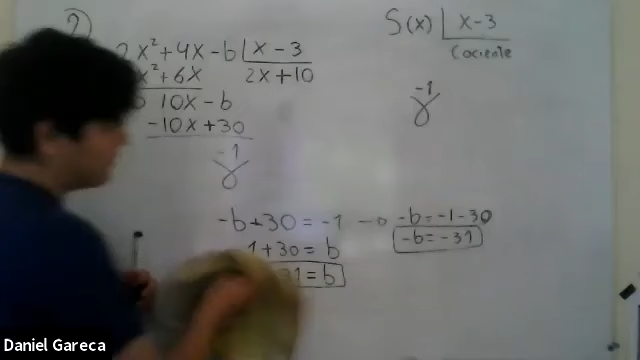 2)
2x²+4x-b | x-3
x²+6x 2x+10
10x-b
-10x+30
-1
γ
-b+30=-1 → -b=-1-30
1+30=b -b=-31
31=b
S(x) | x-3
Cociente
-1
γ
Daniel Gareca